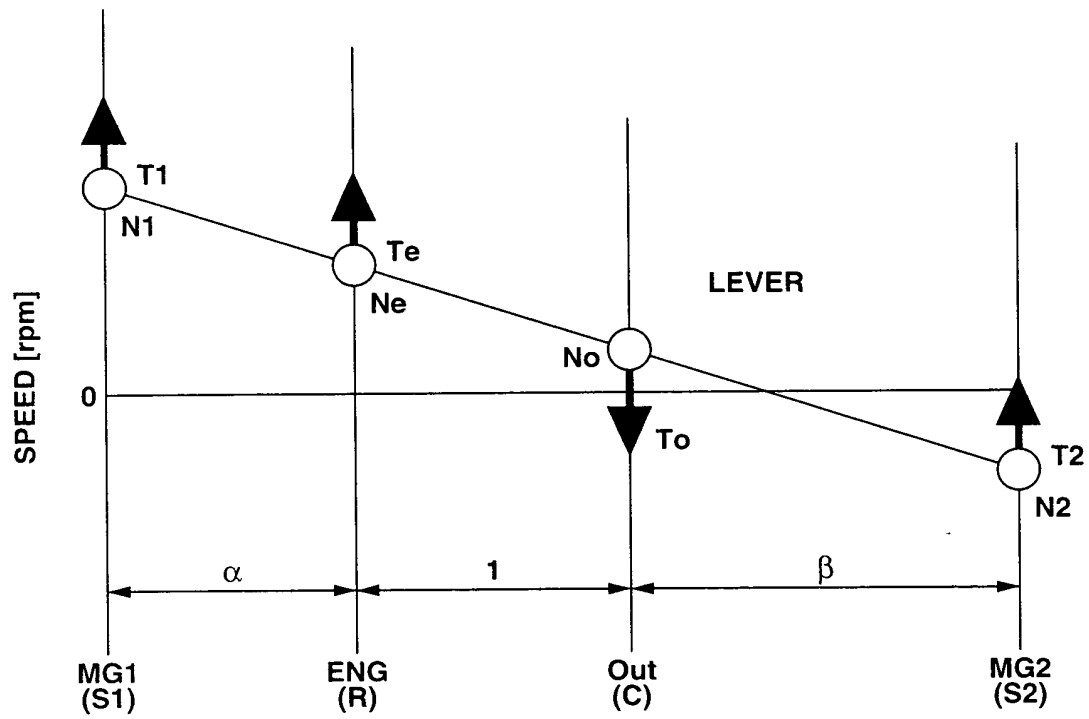 T1
N1
Te
Ne
LEVER
No
To
T2
N2
SPEED [rpm]
0
α
1
β
MG1
(S1)
ENG
(R)
Out
(C)
MG2
(S2)